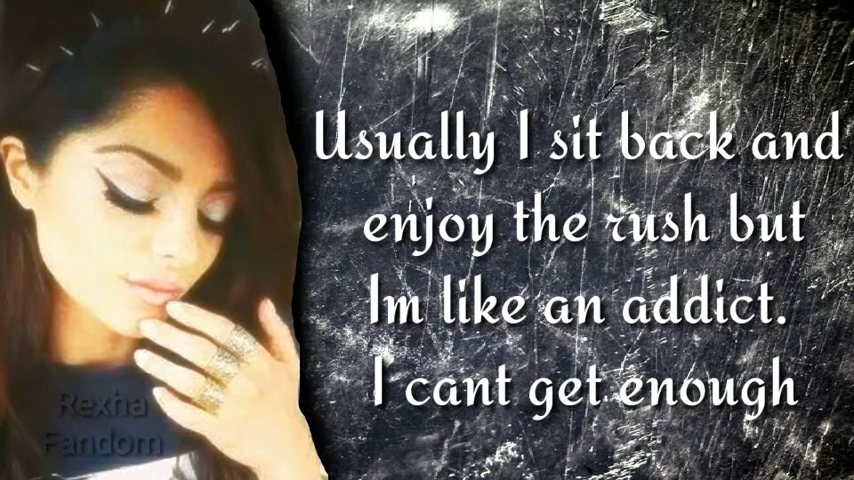 Usually I sit back and
enjoy the rush but
Im like an addict.
I cant get enough
Rexha
Fandom